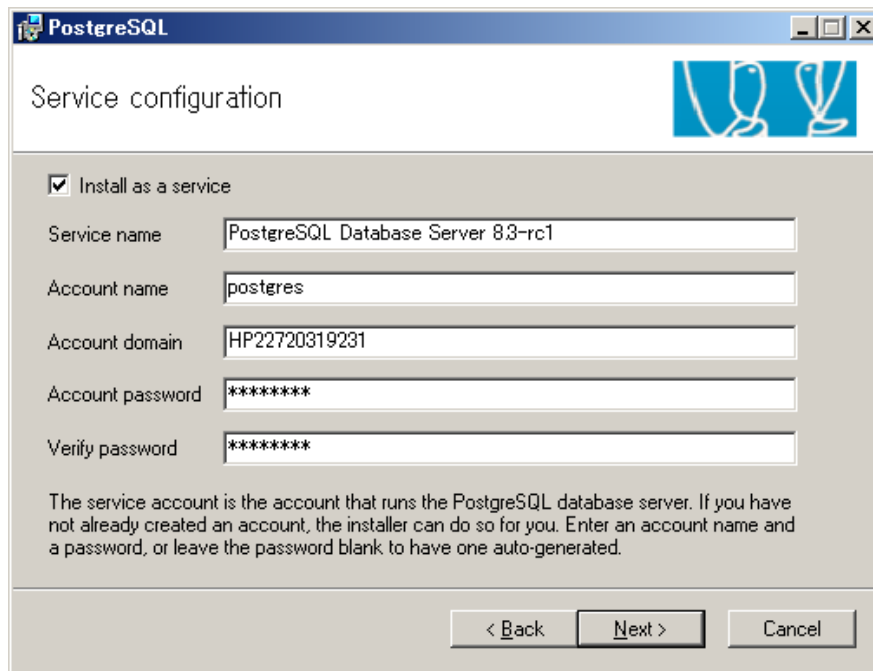 PostgreSQL
Service configuration
Install as a service
Service name PostgreSQL Database Server 8.3-rc1
Account name postgres
Account domain HP22720319231
Account password ********
Verify password ********
The service account is the account that runs the PostgreSQL database server. If you have
not already created an account, the installer can do so for you. Enter an account name and
a password, or leave the password blank to have one auto-generated.
< Back Next > Cancel